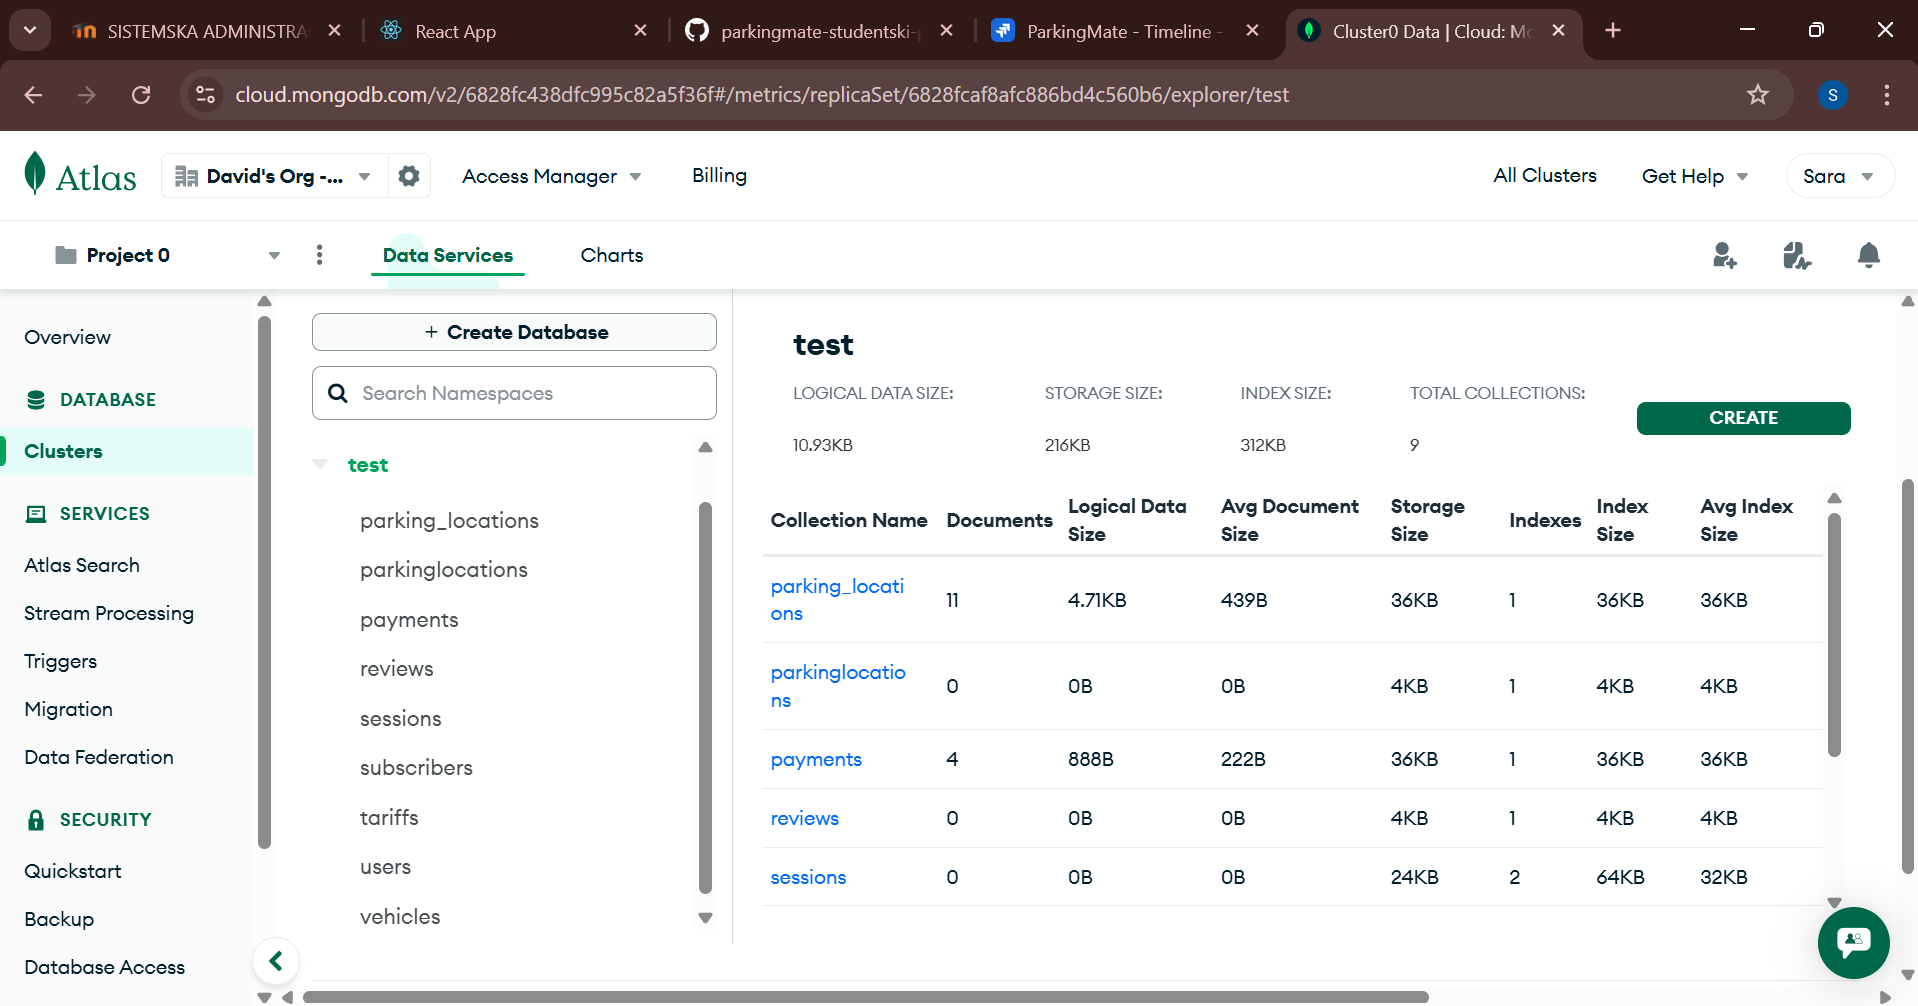 SISTEMSKA ADMINISTRA
React App
parkingmate-studentski-p
ParkingMate - Timeline -
Cluster0 Data | Cloud: Mo
cloud.mongodb.com/v2/6828fc438dfc995c82a5f36f#/metrics/replicaSet/6828fcaf8afc886bd4c560b6/explorer/test
S
Atlas
David's Org -...
Access Manager
Billing
All Clusters
Get Help
Sara
Project 0
Data Services
Charts
Overview
DATABASE
Clusters
SERVICES
Atlas Search
Stream Processing
Triggers
Migration
Data Federation
SECURITY
Quickstart
Backup
Database Access
+ Create Database
Search Namespaces
test
parking_locations
parkinglocations
payments
reviews
sessions
subscribers
tariffs
users
vehicles
test
LOGICAL DATA SIZE: STORAGE SIZE: INDEX SIZE: TOTAL COLLECTIONS:
10.93KB 216KB 312KB 9
CREATE
Collection Name Documents Logical Data Size Avg Document Size Storage Size Indexes Index Size Avg Index Size
parking_locati
ons 11 4.71KB 439B 36KB 1 36KB 36KB
parkinglocatio
ns 0 0B 0B 4KB 1 4KB 4KB
payments 4 888B 222B 36KB 1 36KB 36KB
reviews 0 0B 0B 4KB 1 4KB 4KB
sessions 0 0B 0B 24KB 2 64KB 32KB